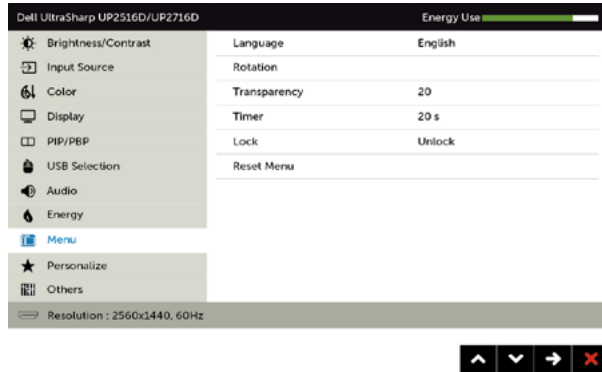 Dell UltraSharp UP2516D/UP2716D Energy Use
Brightness/Contrast Language English
Input Source Rotation
Color Transparency 20
Display Timer 20 s
PIP/PBP Lock Unlock
USB Selection Reset Menu
Audio
Energy
Menu
Personalize
Others
Resolution : 2560x1440, 60Hz